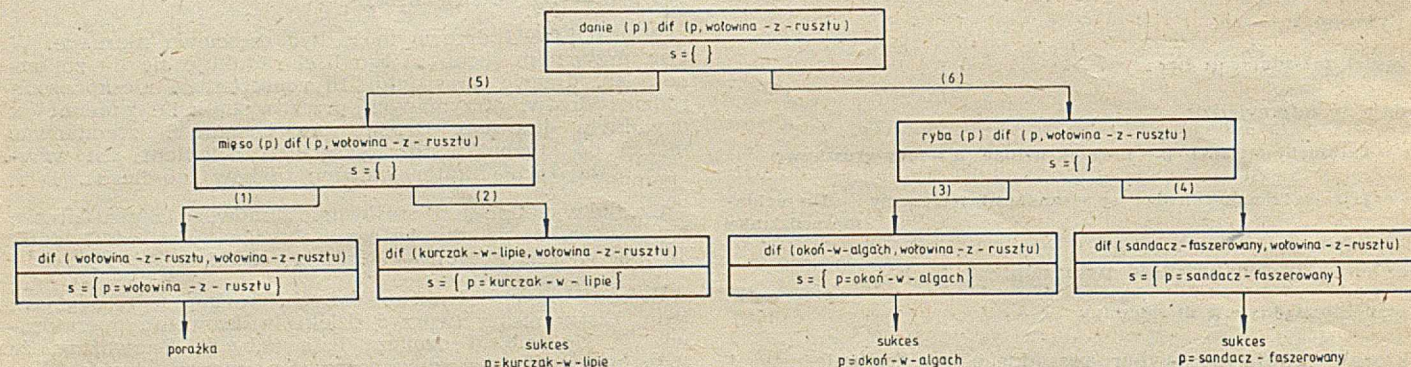 danie (p) dif (p, wołowina - z - rusztu)
s = { }
(5)
(6)
mięso (p) dif (p, wołowina - z - rusztu)
s = { }
ryba (p) dif (p, wołowina - z - rusztu)
s = { }
(1)
(2)
(3)
(4)
dif ( wołowina - z - rusztu, wołowina - z - rusztu)
s = { p = wołowina - z - rusztu }
dif (kurczak - w - lipie, wołowina - z - rusztu)
s = { p = kurczak - w - lipie }
dif (okoń - w - algach, wołowina - z - rusztu)
s = { p = okoń - w - algach }
dif ( sandacz - faszerowany, wołowina - z - rusztu)
s = { p = sandacz - faszerowany }
porażka
sukces
p = kurczak - w - lipie
sukces
p = okoń - w - algach
sukces
p = sandacz - faszerowany